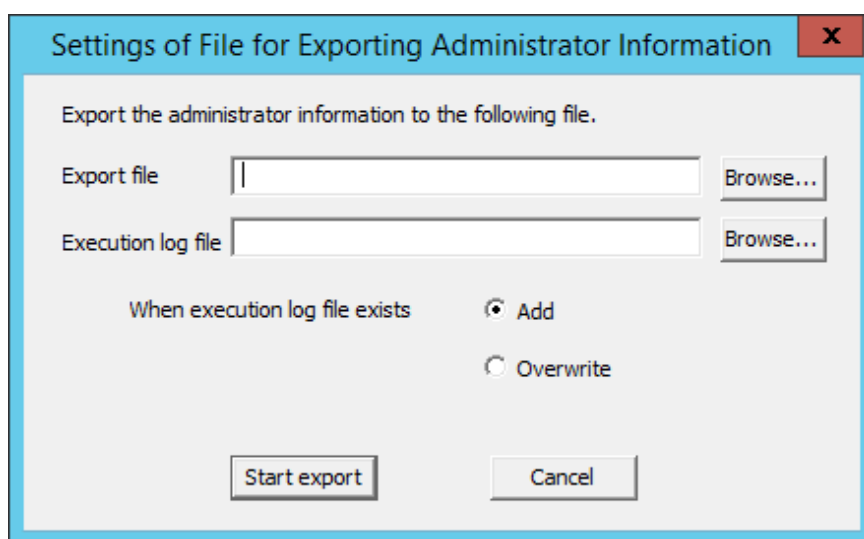 Settings of File for Exporting Administrator Information
x
Export the administrator information to the following file.
Export file
Browse...
Execution log file
Browse...
When execution log file exists
Add
Overwrite
Start export
Cancel